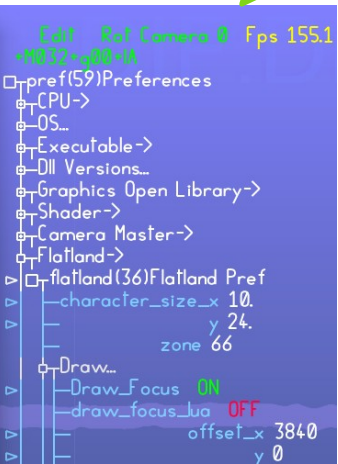 Edit Rot Camera 0 Fps 155.1
+M032+q00+IA
pref(59)Preferences
CPU->
OS...
Executable->
Dll Versions...
Graphics Open Library->
Shader->
Camera Master->
Flatland->
flatland(36)Flatland Pref
character_size_x 10.
y 24.
zone 66
Draw...
Draw_Focus ON
draw_focus_lua OFF
offset_x 3840
y 0